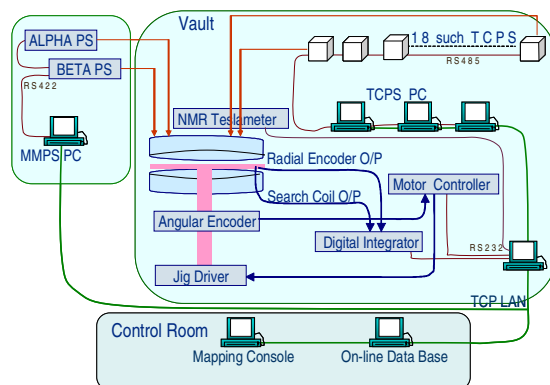 Vault
ALPHA PS
BETA PS
RS422
MMPS PC
18 such TCPS
RS485
TCPS PC
NMR Teslameter
Radial Encoder O/P
Search Coil O/P
Motor Controller
Angular Encoder
Digital Integrator
RS232
Jig Driver
TCP LAN
Control Room
Mapping Console
On-line Data Base